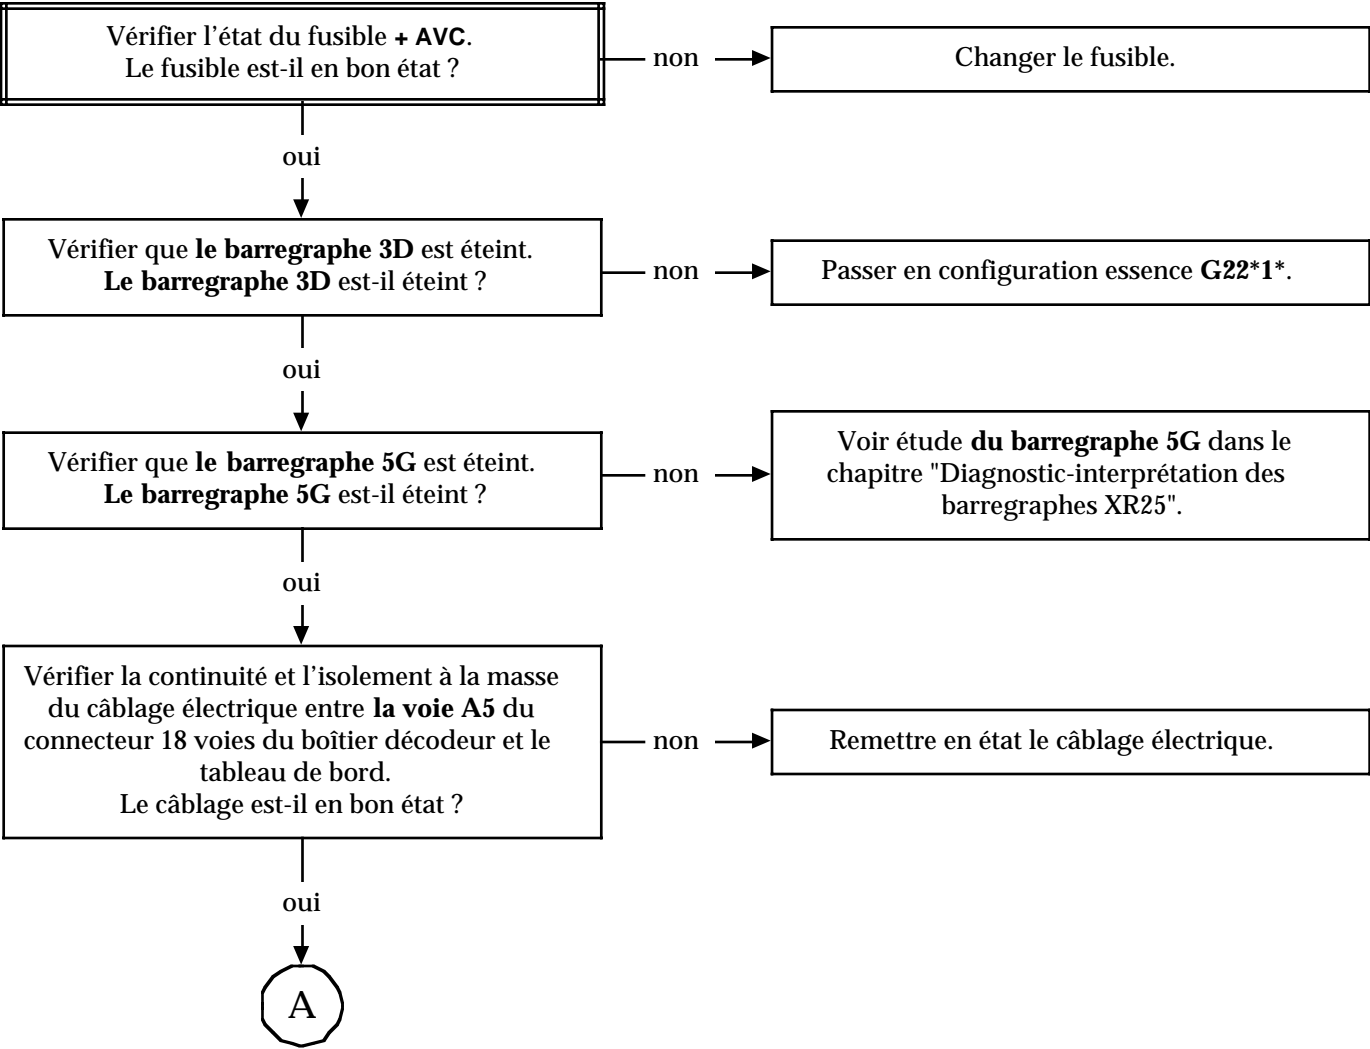 Vérifier l'état du fusible + AVC.
Le fusible est-il en bon état ?
non
Changer le fusible.
oui
Vérifier que le barregraphe 3D est éteint.
Le barregraphe 3D est-il éteint ?
non
Passer en configuration essence G22*1*.
oui
Vérifier que le barregraphe 5G est éteint.
Le barregraphe 5G est-il éteint ?
non
Voir étude du barregraphe 5G dans le
chapitre "Diagnostic-interprétation des
barregraphes XR25".
oui
Vérifier la continuité et l'isolement à la masse
du câblage électrique entre la voie A5 du
connecteur 18 voies du boîtier décodeur et le
tableau de bord.
Le câblage est-il en bon état ?
non
Remettre en état le câblage électrique.
oui
A